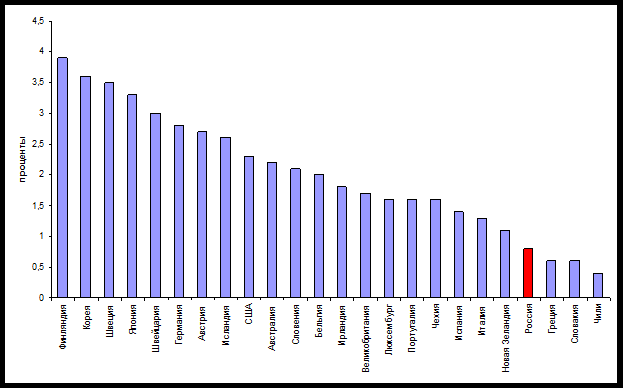 4,5
4
3,5
3
2,5
2
1,5
1
0,5
0
проценты
Финляндия
Корея
Швеция
Япония
Швейцария
Германия
Австрия
Исландия
США
Австралия
Словения
Бельгия
Ирландия
Великобритания
Люксембург
Португалия
Чехия
Испания
Италия
Новая Зеландия
Россия
Греция
Словакия
Чили